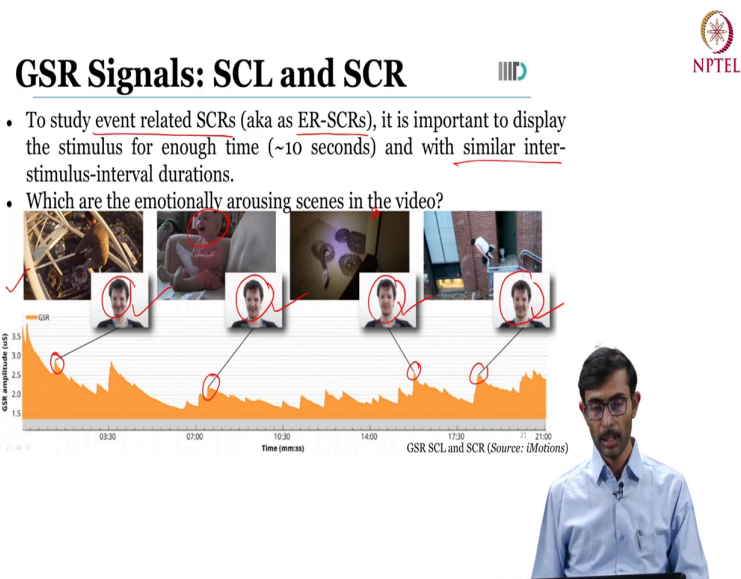 NPTEL
GSR Signals: SCL and SCR
IIID
• To study event related SCRs (aka as ER-SCRs), it is important to display
the stimulus for enough time (~10 seconds) and with similar inter-
stimulus-interval durations.
• Which are the emotionally arousing scenes in the video?
GSR
GSR amplitude (uS)
3.5
3.0
2.5
2.0
1.5
03:30
07:00
10:30
14:00
17:30
21
21:00
Time (mm:ss)
GSR SCL and SCR (Source: iMotions)